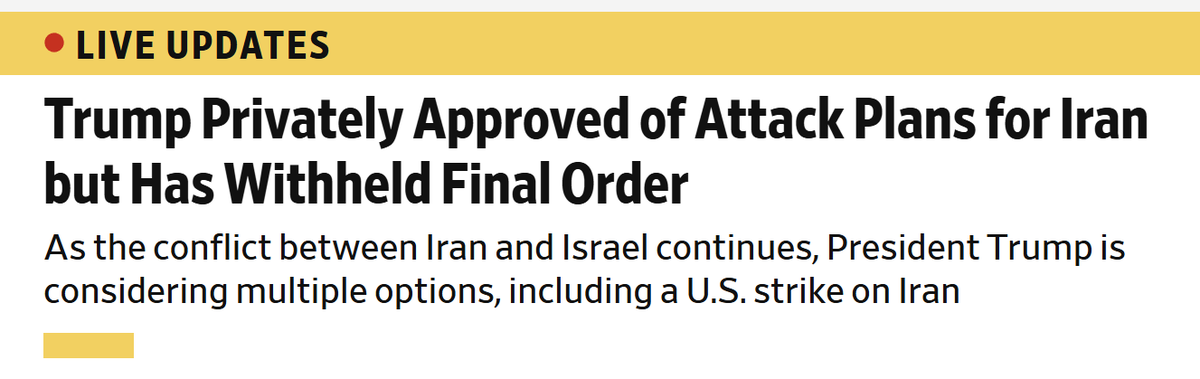 LIVE UPDATES
Trump Privately Approved of Attack Plans for Iran
but Has Withheld Final Order
As the conflict between Iran and Israel continues, President Trump is
considering multiple options, including a U.S. strike on Iran